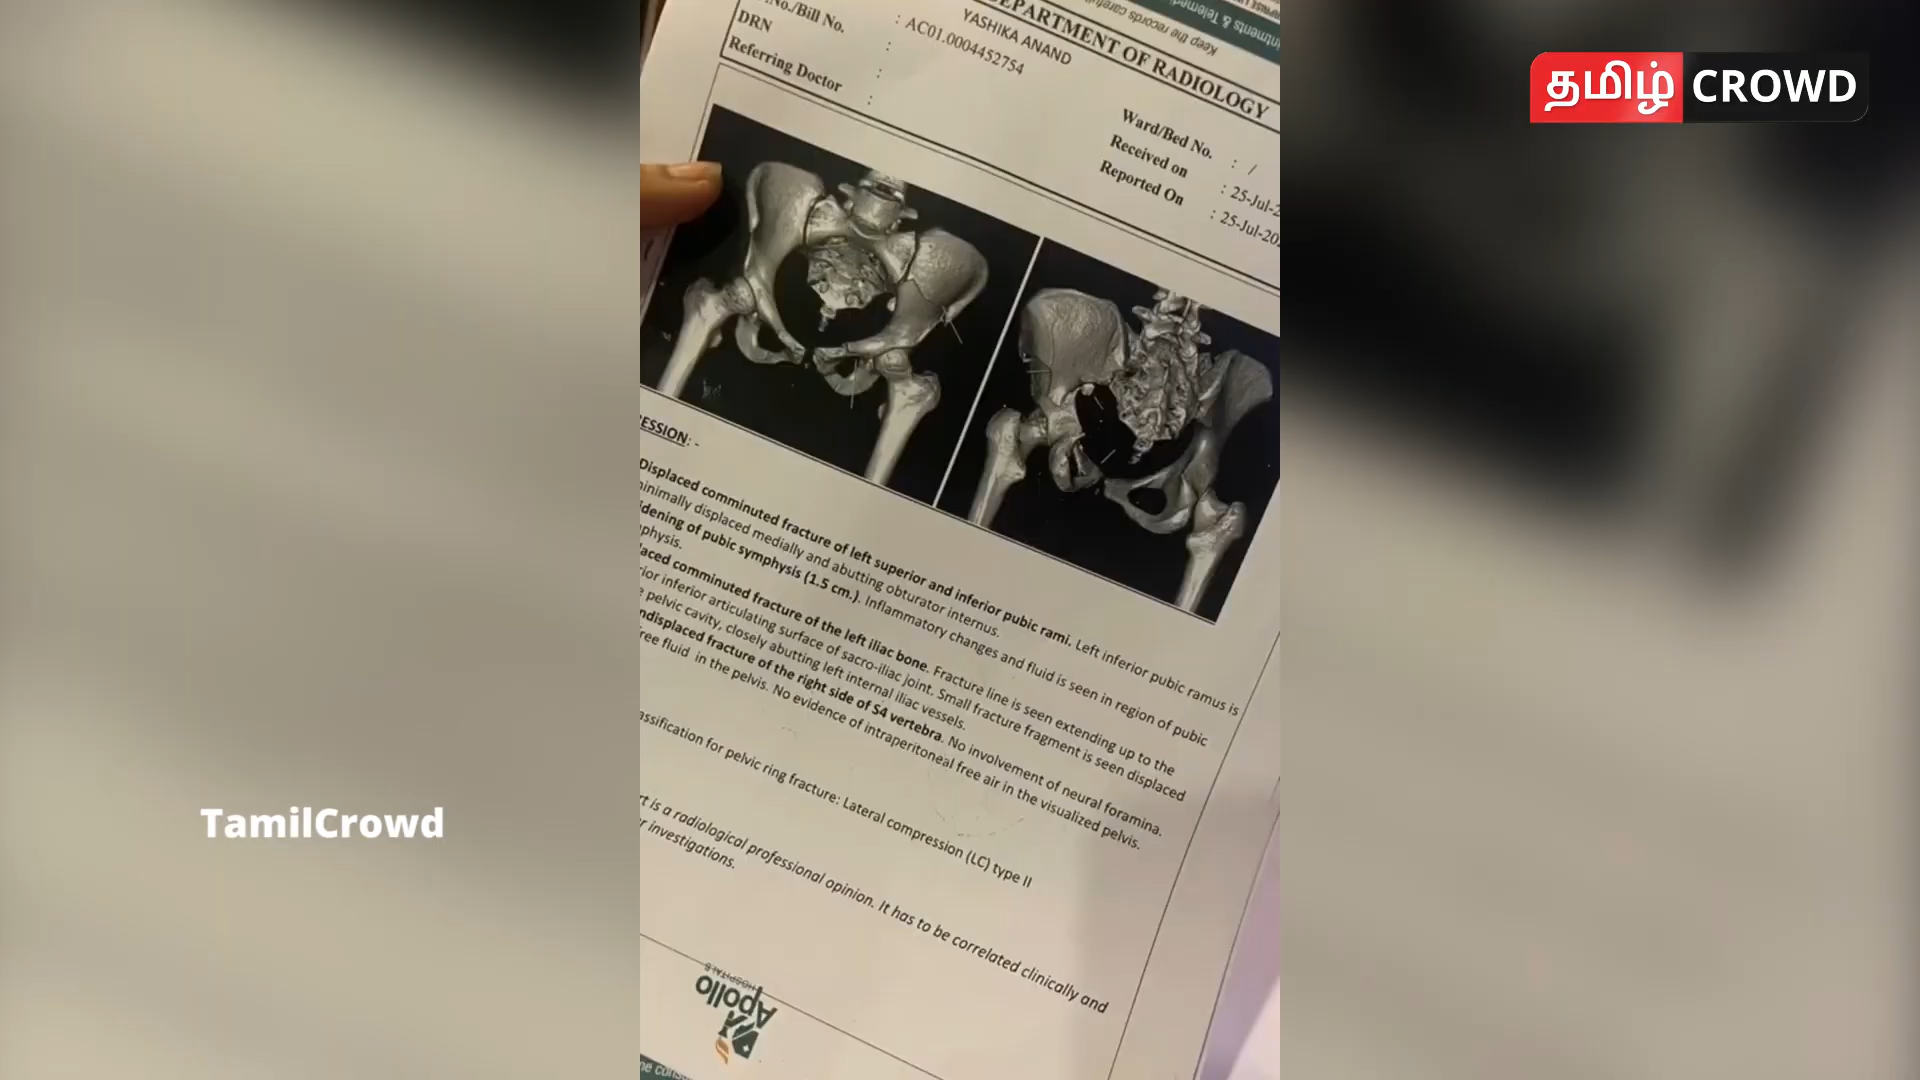 தமிழ் CROWD
Keep the records carefully
DEPARTMENT OF RADIOLOGY
YASHIKA ANAND
No./Bill No. : AC01.0004452754
DRN :
Referring Doctor :
Ward/Bed No. : /
Received on : 25-Jul-2
Reported On : 25-Jul-20
ESSION: -
Displaced comminuted fracture of left superior and inferior pubic rami. Left inferior pubic ramus is
minimally displaced medially and abutting obturator internus.
dening of pubic symphysis (1.5 cm.). Inflammatory changes and fluid is seen in region of pubic
physis.
laced comminuted fracture of the left iliac bone. Fracture line is seen extending up to the
rior inferior articulating surface of sacro-iliac joint. Small fracture fragment is seen displaced
e pelvic cavity, closely abutting left internal iliac vessels.
ndisplaced fracture of the right side of S4 vertebra. No involvement of neural foramina.
ree fluid in the pelvis. No evidence of intraperitoneal free air in the visualized pelvis.
assification for pelvic ring fracture: Lateral compression (LC) type II
rt is a radiological professional opinion. It has to be correlated clinically and
r investigations.
Apollo
HOSPITALS
TamilCrowd